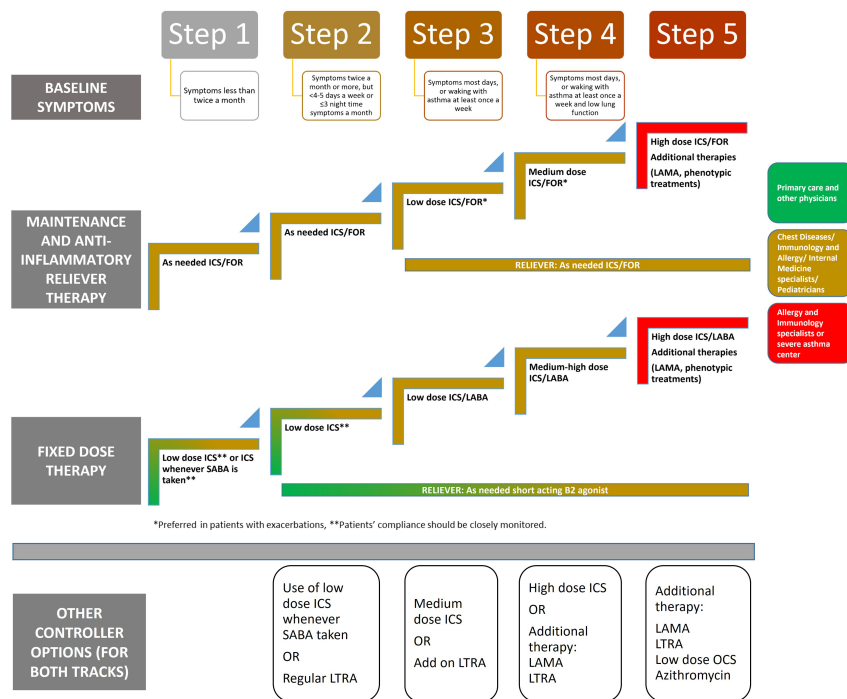 Step 1
Step 2
Step 3
Step 4
Step 5
BASELINE
SYMPTOMS
Symptoms less than
twice a month
Symptoms twice a
month or more, but
<4-5 days a week or
≤3 night time
symptoms a month
Symptoms most days,
or waking with
asthma at least once a
week
Symptoms most days,
or waking with
asthma at least once a
week and low lung
function
MAINTENANCE
AND ANTI-
INFLAMMATORY
RELIEVER
THERAPY
As needed ICS/FOR
As needed ICS/FOR
Low dose ICS/FOR*
Medium dose
ICS/FOR*
High dose ICS/FOR
Additional therapies
(LAMA, phenotypic
treatments)
RELIEVER: As needed ICS/FOR
Primary care and
other physicians
Chest Diseases/
Immunology and
Allergy/ Internal
Medicine
specialists/
Pediatricians
Allergy and
Immunology
specialists or
severe asthma
center
FIXED DOSE
THERAPY
Low dose ICS** or ICS
whenever SABA is
taken**
Low dose ICS**
Low dose ICS/LABA
Medium-high dose
ICS/LABA
High dose ICS/LABA
Additional therapies
(LAMA, phenotypic
treatments)
RELIEVER: As needed short acting B2 agonist
*Preferred in patients with exacerbations, **Patients' compliance should be closely monitored.
OTHER
CONTROLLER
OPTIONS (FOR
BOTH TRACKS)
Use of low
dose ICS
whenever
SABA taken
OR
Regular LTRA
Medium
dose ICS
OR
Add on LTRA
High dose ICS
OR
Additional
therapy:
LAMA
LTRA
Additional
therapy:
LAMA
LTRA
Low dose OCS
Azithromycin